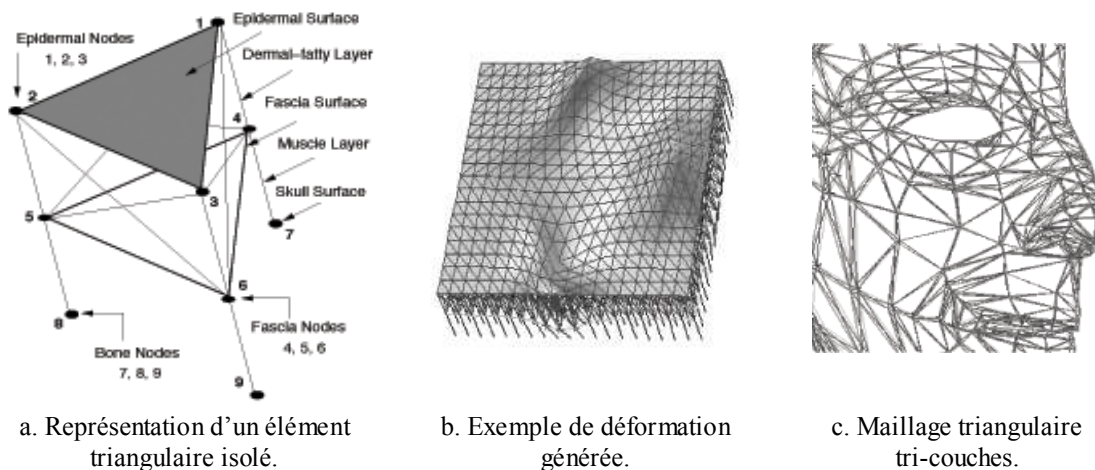 1
Epidermal Surface
Epidermal Nodes
1, 2, 3
Dermal-fatty Layer
2
Fascia Surface
4
Muscle Layer
Skull Surface
3
5
7
6
8
Fascia Nodes
4, 5, 6
Bone Nodes
7, 8, 9
9
a. Représentation d'un élément
triangulaire isolé.
b. Exemple de déformation
générée.
c. Maillage triangulaire
tri-couches.